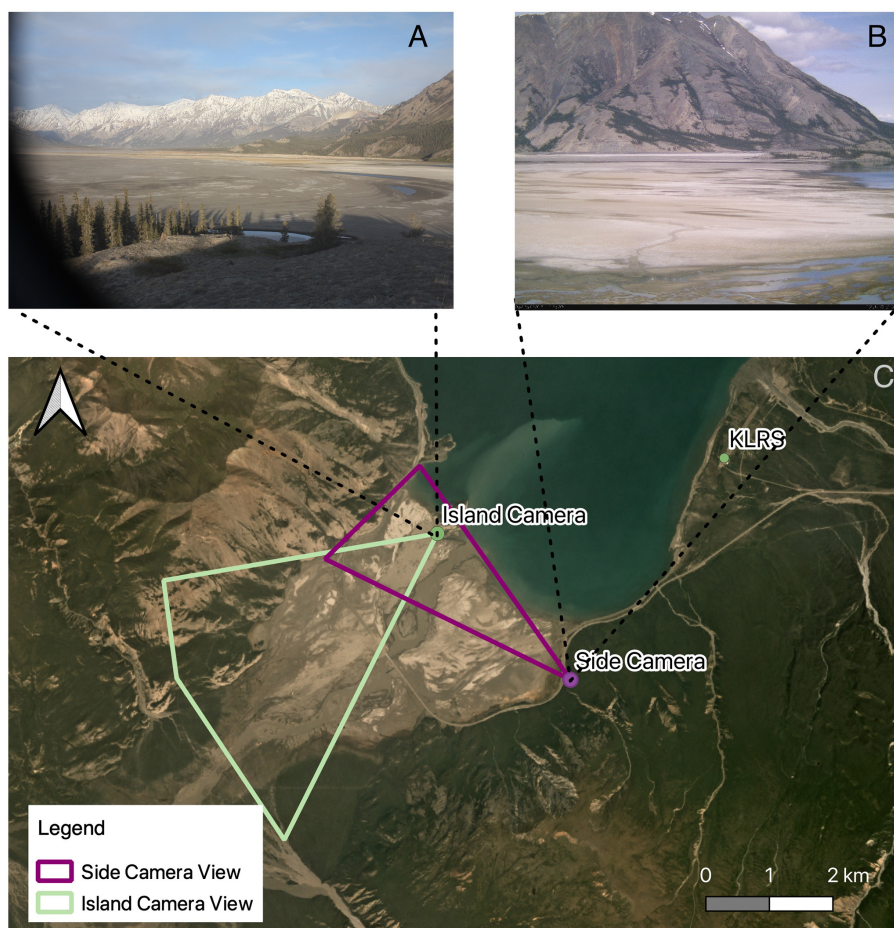 A
B
C
KLRS
Island Camera
Side Camera
Legend
Side Camera View
Island Camera View
0 1 2 km